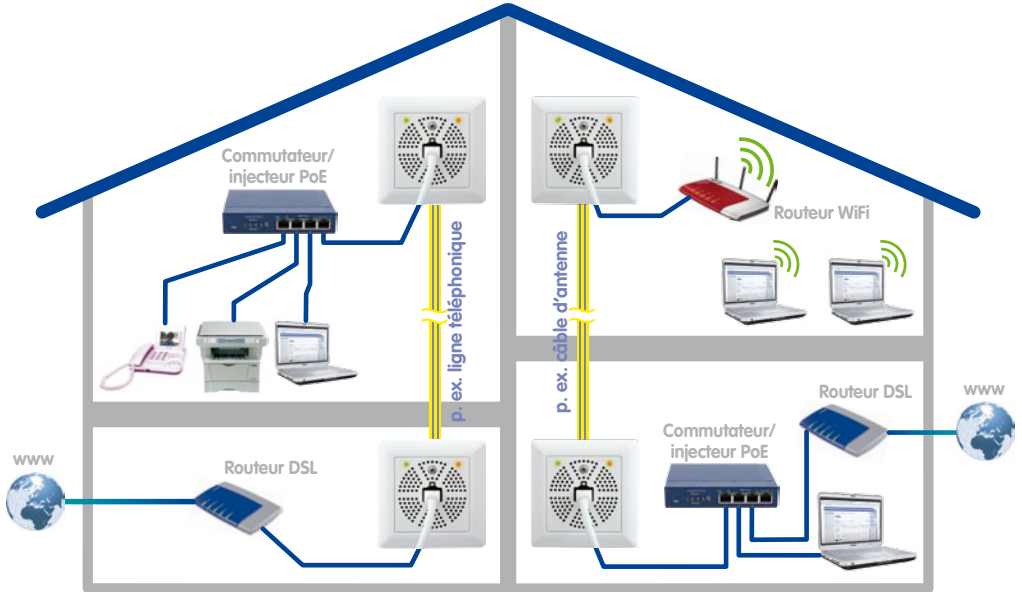 Commutateur/
injecteur PoE
Routeur WiFi
p. ex. ligne téléphonique
p. ex. câble d'antenne
Routeur DSL
www
Commutateur/
injecteur PoE
www
Routeur DSL